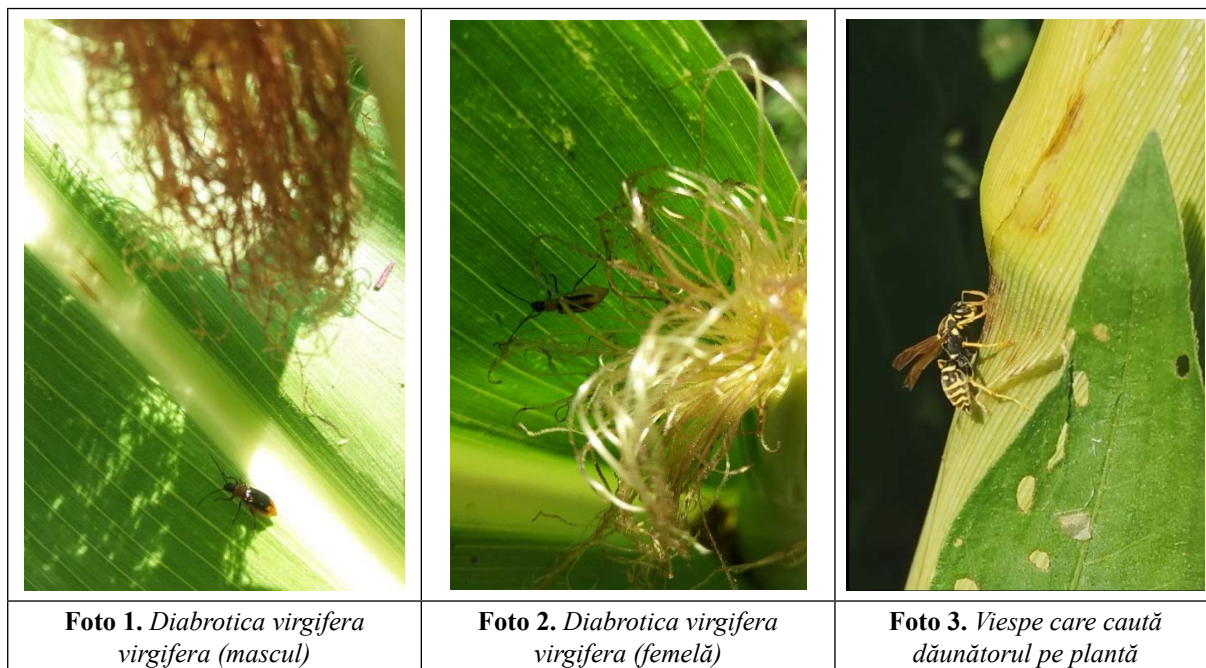 Foto 1. Diabrotica virgifera
virgifera (mascul)
Foto 2. Diabrotica virgifera
virgifera (femelă)
Foto 3. Viespe care caută
dăunătorul pe plantă